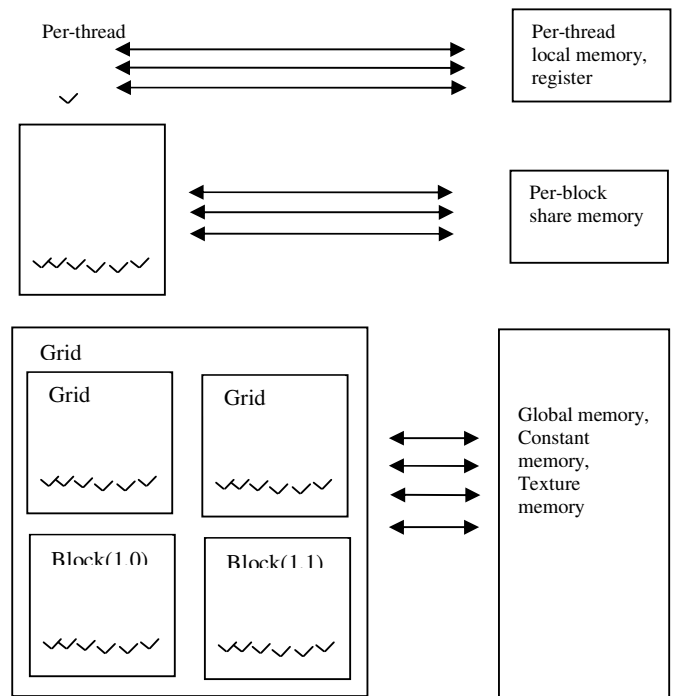 Per-thread
Per-thread
local memory,
register
Per-block
share memory
Grid
Grid
Grid
Block(1.0)
Block(1.1)
Global memory,
Constant
memory,
Texture
memory